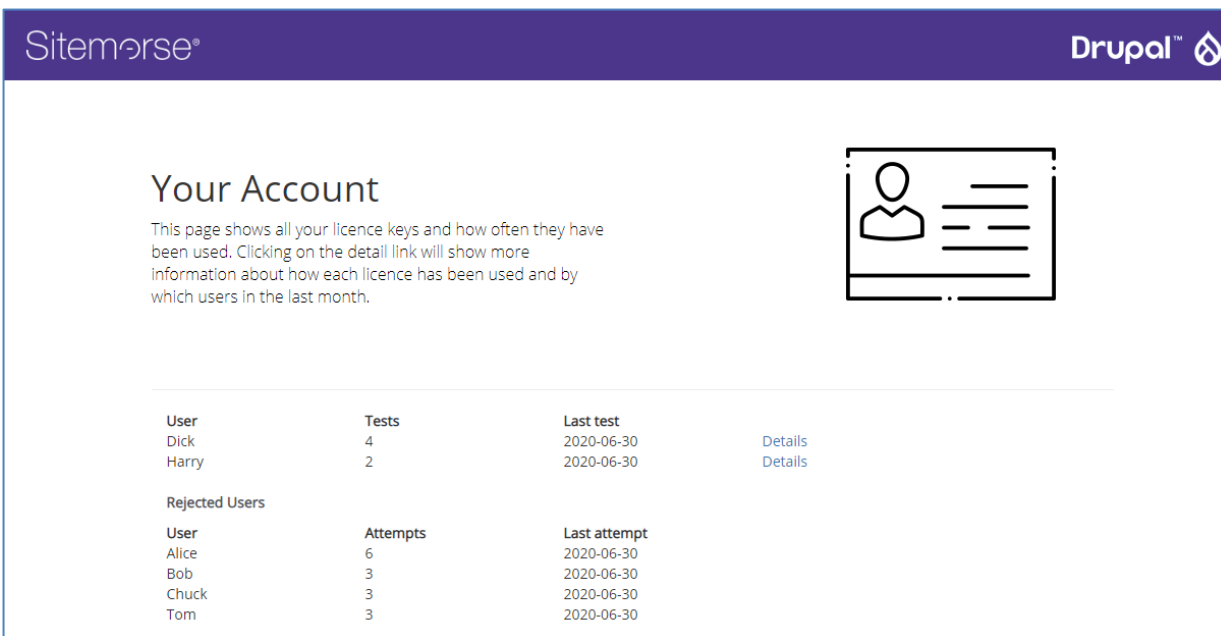 Sitemorse®
Drupal™
Your Account
This page shows all your licence keys and how often they have
been used. Clicking on the detail link will show more
information about how each licence has been used and by
which users in the last month.
User Tests Last test
Dick 4 2020-06-30 Details
Harry 2 2020-06-30 Details
Rejected Users
User Attempts Last attempt
Alice 6 2020-06-30
Bob 3 2020-06-30
Chuck 3 2020-06-30
Tom 3 2020-06-30